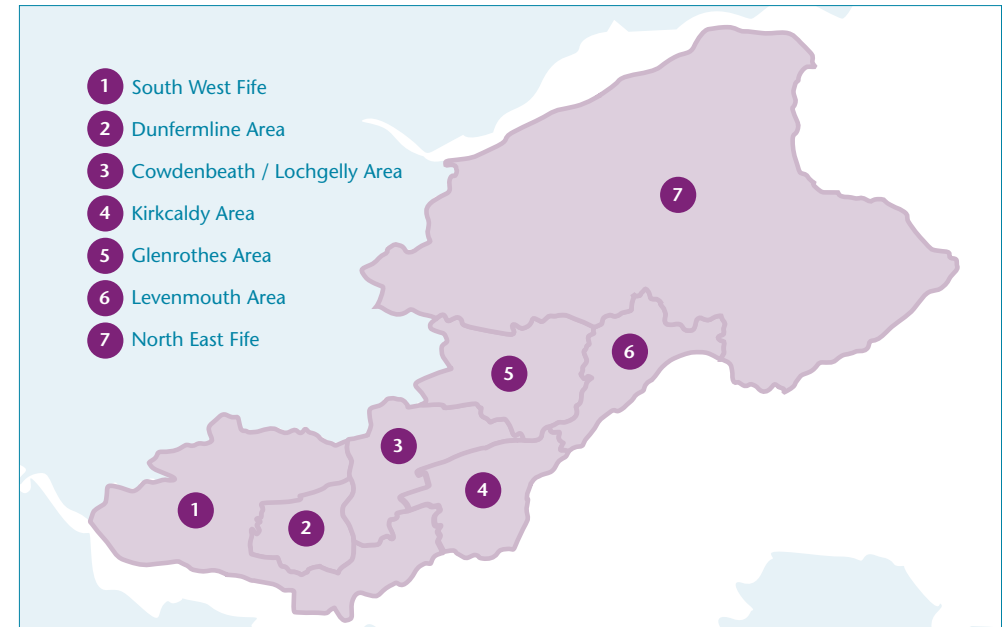 1 South West Fife
2 Dunfermline Area
3 Cowdenbeath / Lochgelly Area
4 Kirkcaldy Area
5 Glenrothes Area
6 Levenmouth Area
7 North East Fife
7
6
5
3
4
1
2